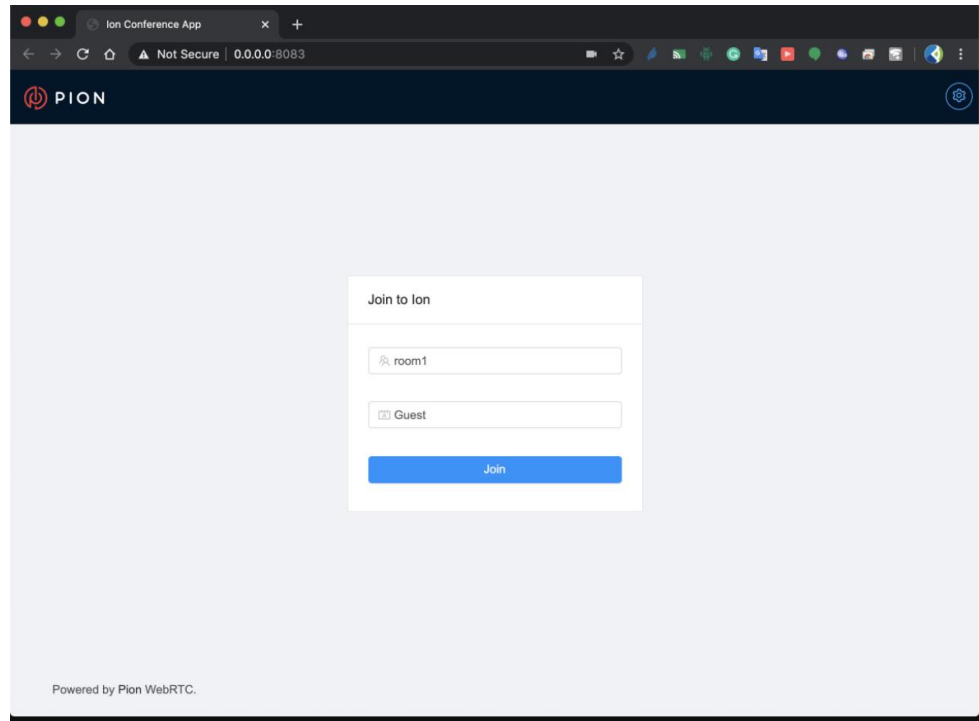 Ion Conference App
Not Secure | 0.0.0.0:8083
PION
Join to Ion
room1
Guest
Join
Powered by Pion WebRTC.